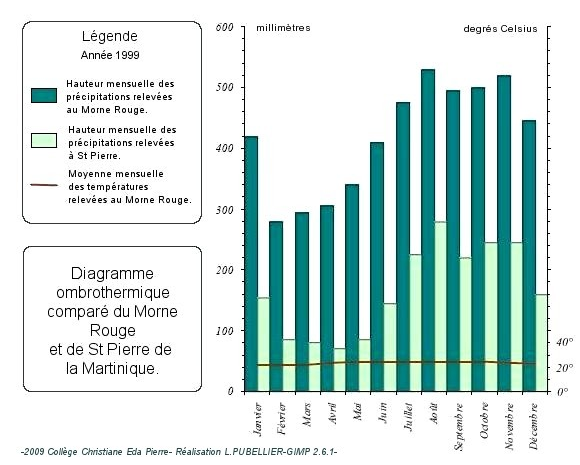 Légende
Année 1999
Hauteur mensuelle des
précipitations relevées
au Morne Rouge.
Hauteur mensuelle des
précipitations relevées
à St Pierre.
Moyenne mensuelle
des températures
relevées au Morne Rouge.
Diagramme
ombrothermique
comparé du Morne
Rouge
et de St Pierre de
la Martinique.
millimètres
degrés Celsius
600
500
400
300
200
100
0
40°
20°
0°
Janvier
Février
Mars
Avril
Mai
Juin
Juillet
Août
Septembre
Octobre
Novembre
Décembre
-2009 Collège Christiane Eda Pierre- Réalisation L.PUBELLIER-GIMP 2.6.1-